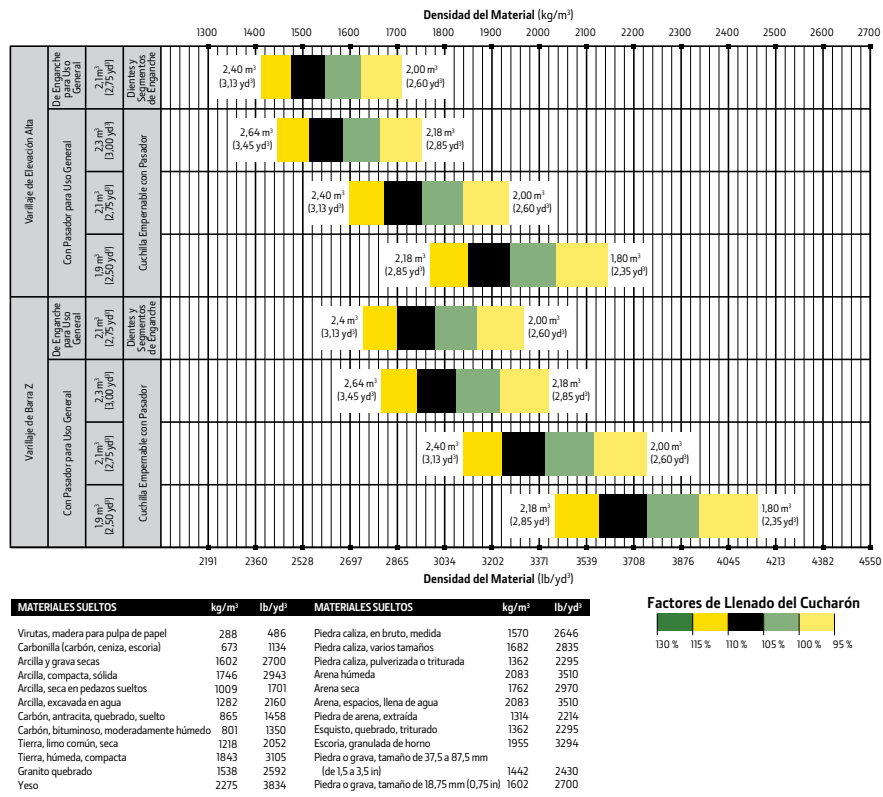 Densidad del Material (kg/m³)
1300 1400 1500 1600 1700 1800 1900 2000 2100 2200 2300 2400 2500 2600 2700
Varillaje de Elevación Alta
De Enganche para Uso General
2,1m³ (2,75 yd³)
Dientes y Segmentos de Enganche
2,40 m³ (3,13 yd³)
2,00 m³ (2,60 yd³)
Con Pasador para Uso General
Cuchilla Empernable con Pasador
2,3 m³ (3,00 yd³)
2,64 m³ (3,45 yd³)
2,18 m³ (2,85 yd³)
2,1m³ (2,75 yd³)
2,40 m³ (3,13 yd³)
2,00 m³ (2,60 yd³)
1,9 m³ (2,50 yd³)
2,18 m³ (2,85 yd³)
1,80 m³ (2,35 yd³)
Varillaje de Barra Z
De Enganche para Uso General
2,1m³ (2,75 yd³)
Dientes y Segmentos de Enganche
2,4 m³ (3,13 yd³)
2,00 m³ (2,60 yd³)
Con Pasador para Uso General
Cuchilla Empernable con Pasador
2,3 m³ (3,00 yd³)
2,64 m³ (3,45 yd³)
2,18 m³ (2,85 yd³)
2,1m³ (2,75 yd³)
2,40 m³ (3,13 yd³)
2,00 m³ (2,60 yd³)
1,9 m³ (2,50 yd³)
2,18 m³ (2,85 yd³)
1,80 m³ (2,35 yd³)
2191 2360 2528 2697 2865 3034 3202 3371 3539 3708 3876 4045 4213 4382 4550
Densidad del Material (lb/yd³)
MATERIALES SUELTOS kg/m³ lb/yd³ MATERIALES SUELTOS kg/m³ lb/yd³
Virutas, madera para pulpa de papel 288 486 Piedra caliza, en bruto, medida 1570 2646
Carbonilla (carbón, ceniza, escoria) 673 1134 Piedra caliza, varios tamaños 1682 2835
Arcilla y grava secas 1602 2700 Piedra caliza, pulverizada o triturada 1362 2295
Arcilla, compacta, sólida 1746 2943 Arena húmeda 2083 3510
Arcilla, seca en pedazos sueltos 1009 1701 Arena seca 1762 2970
Arcilla, excavada en agua 1282 2160 Arena, espacios, llena de agua 2083 3510
Carbón, antracita, quebrado, suelto 865 1458 Piedra de arena, extraída 1314 2214
Carbón, bituminoso, moderadamente húmedo 801 1350 Esquisto, quebrado, triturado 1362 2295
Tierra, limo común, seca 1218 2052 Escoria, granulada de horno 1955 3294
Tierra, húmeda, compacta 1843 3105 Piedra o grava, tamaño de 37,5 a 87,5 mm
Granito quebrado 1538 2592 (de 1,5 a 3,5 in) 1442 2430
Yeso 2275 3834 Piedra o grava, tamaño de 18,75 mm (0,75 in) 1602 2700
Factores de Llenado del Cucharón
130 % 115 % 110 % 105 % 100 % 95 %